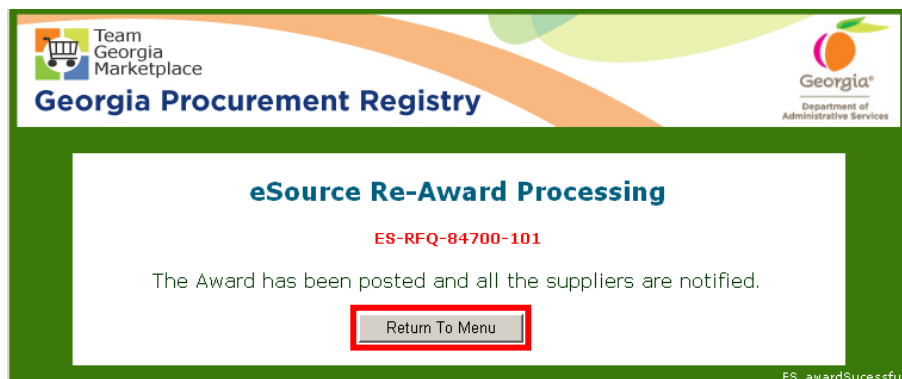 Team
Georgia
Marketplace
Georgia Procurement Registry
Georgia®
Department of
Administrative Services
eSource Re-Award Processing
ES-RFQ-84700-101
The Award has been posted and all the suppliers are notified.
Return To Menu